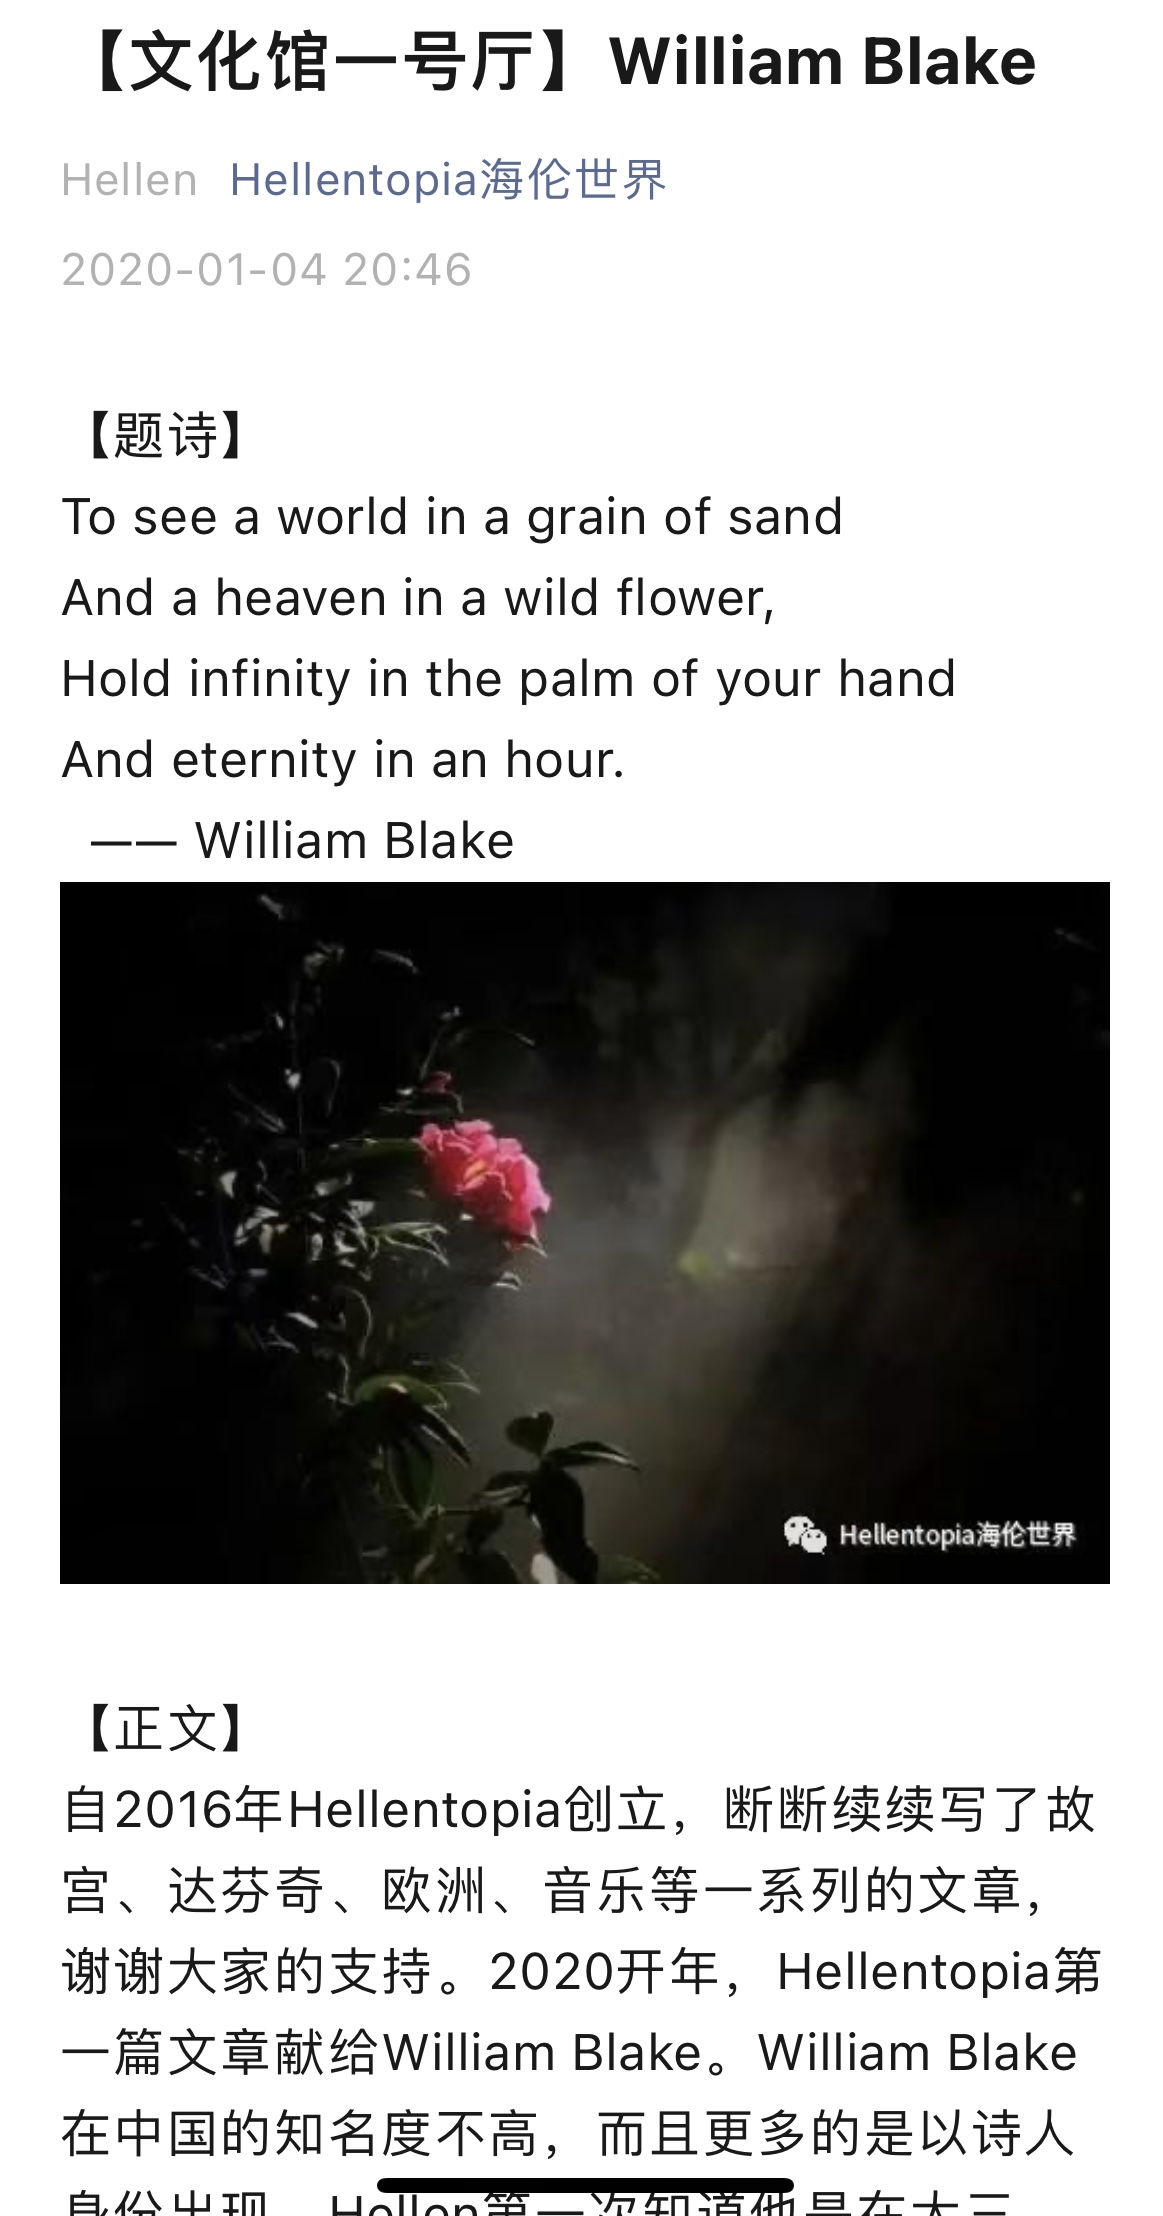 【文化馆一号厅】William Blake
Hellen Hellentopia海伦世界
2020-01-04 20:46
【题诗】
To see a world in a grain of sand
And a heaven in a wild flower,
Hold infinity in the palm of your hand
And eternity in an hour.
—— William Blake
Hellentopia海伦世界
【正文】
自2016年Hellentopia创立，断断续续写了故
宫、达芬奇、欧洲、音乐等一系列的文章，
谢谢大家的支持。2020开年，Hellentopia第
一篇文章献给William Blake。William Blake
在中国的知名度不高，而且更多的是以诗人
身份出现。Hellen第一次知道他是在大三